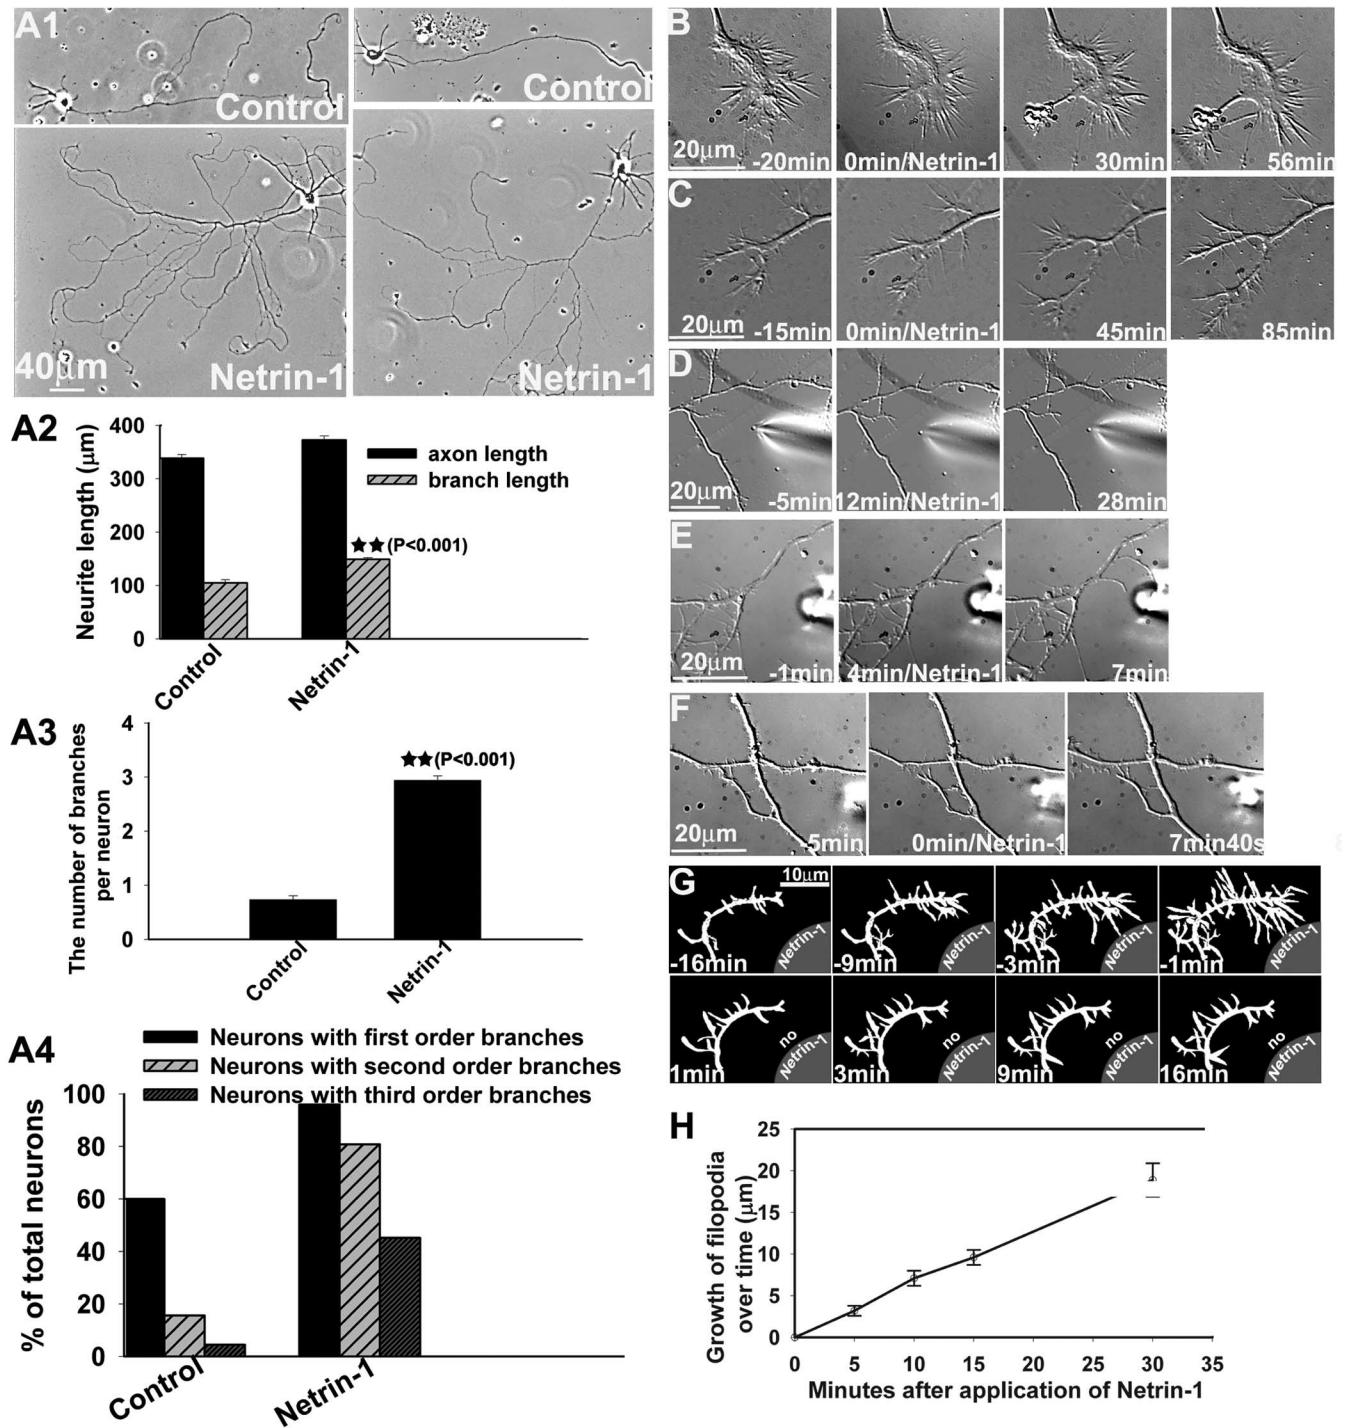 A1
Control
Control
40μm
Netrin-1
Netrin-1
A2
Neurite length (μm)
400
300
200
100
0
axon length
branch length
★★(P<0.001)
Control
Netrin-1
A3
The number of branches
per neuron
4
3
2
1
0
★★(P<0.001)
Control
Netrin-1
A4
Neurons with first order branches
Neurons with second order branches
Neurons with third order branches
% of total neurons
100
80
60
40
20
0
Control
Netrin-1
B
20μm
-20min
0min/Netrin-1
30min
56min
C
20μm
-15min
0min/Netrin-1
45min
85min
D
20μm
-5min
12min/Netrin-1
28min
E
20μm
-1min
4min/Netrin-1
7min
F
20μm
-5min
0min/Netrin-1
7min40s
G
10μm
-16min
Netrin-1
-9min
Netrin-1
-3min
Netrin-1
-1min
Netrin-1
1min
no
Netrin-1
3min
no
Netrin-1
9min
no
Netrin-1
16min
no
Netrin-1
H
Growth of filopodia
over time (μm)
25
20
15
10
5
0
0 5 10 15 20 25 30 35
Minutes after application of Netrin-1